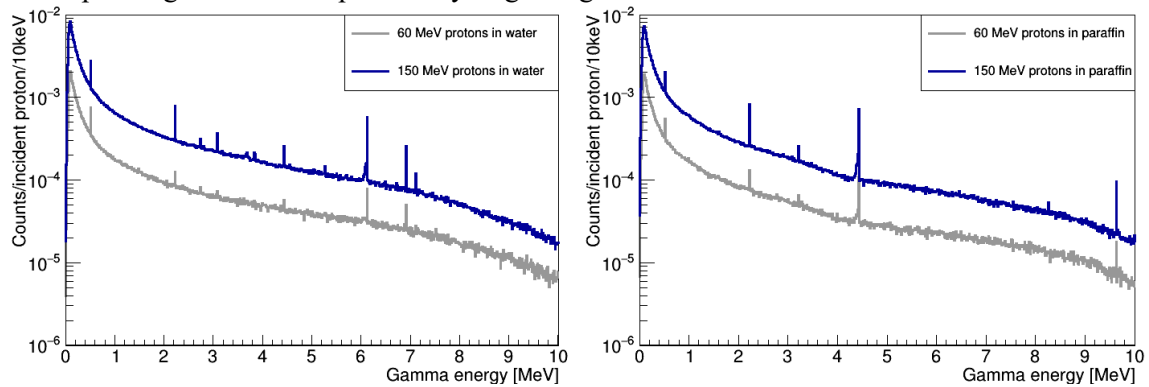 60 MeV protons in water
150 MeV protons in water
Counts/incident proton/10keV
10−2
10−3
10−4
10−5
10−6
0 1 2 3 4 5 6 7 8 9 10
Gamma energy [MeV]
60 MeV protons in paraffin
150 MeV protons in paraffin
Counts/incident proton/10keV
10−2
10−3
10−4
10−5
10−6
0 1 2 3 4 5 6 7 8 9 10
Gamma energy [MeV]